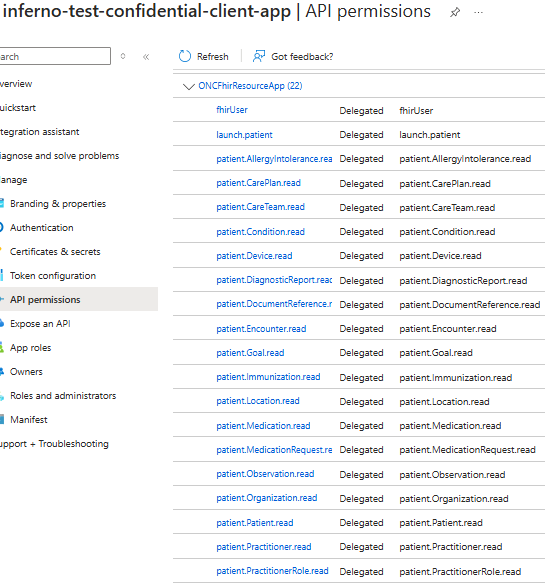 inferno-test-confidential-client-app | API permissions
earch
Refresh
Got feedback?
verview
uickstart
ntegration assistant
iagnose and solve problems
anage
Branding & properties
Authentication
Certificates & secrets
Token configuration
API permissions
Expose an API
App roles
Owners
Roles and administrators
Manifest
upport + Troubleshooting
ONCFhirResourceApp (22)
fhirUser Delegated fhirUser
launch.patient Delegated launch.patient
patient.AllergyIntolerance.rea Delegated patient.AllergyIntolerance.read
patient.CarePlan.read Delegated patient.CarePlan.read
patient.CareTeam.read Delegated patient.CareTeam.read
patient.Condition.read Delegated patient.Condition.read
patient.Device.read Delegated patient.Device.read
patient.DiagnosticReport.reac Delegated patient.DiagnosticReport.read
patient.DocumentReference.r Delegated patient.DocumentReference.read
patient.Encounter.read Delegated patient.Encounter.read
patient.Goal.read Delegated patient.Goal.read
patient.Immunization.read Delegated patient.Immunization.read
patient.Location.read Delegated patient.Location.read
patient.Medication.read Delegated patient.Medication.read
patient.MedicationRequest.re Delegated patient.MedicationRequest.read
patient.Observation.read Delegated patient.Observation.read
patient.Organization.read Delegated patient.Organization.read
patient.Patient.read Delegated patient.Patient.read
patient.Practitioner.read Delegated patient.Practitioner.read
patient.PractitionerRole.read Delegated patient.PractitionerRole.read